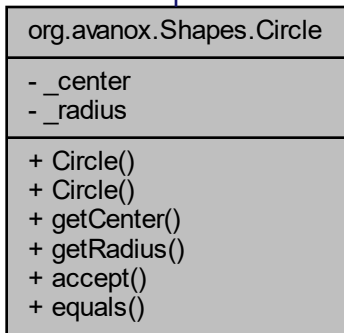 org.avanox.Shapes.Circle
- _center
- _radius
+ Circle()
+ Circle()
+ getCenter()
+ getRadius()
+ accept()
+ equals()